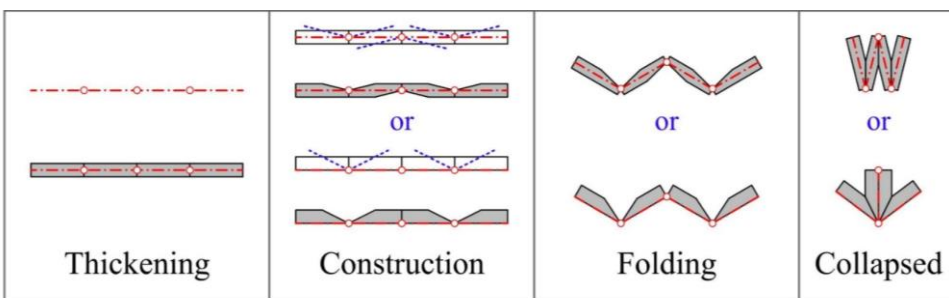 or
or
or
Thickening
Construction
Folding
Collapsed